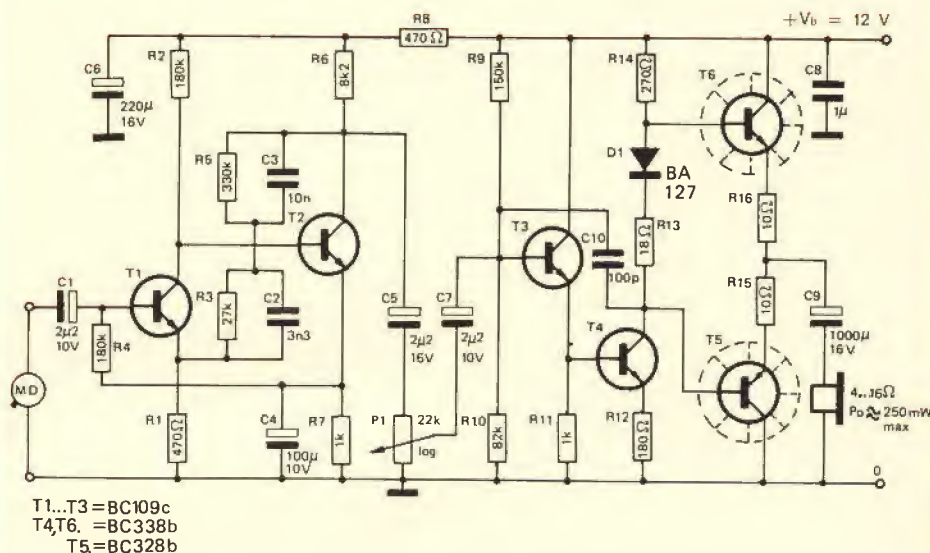 +Vb = 12 V
R8
470Ω
R2
180k
R6
8k2
R9
150k
R14
270Ω
T6
C6
220µ
16V
C8
1µ
R5
330k
C3
10n
D1
BA
127
R16
10Ω
T2
T3
C10
100p
R13
18Ω
T1
R3
27k
C2
3n3
C5
2µ2
16V
C7
2µ2
10V
R15
10Ω
C9
1000µ
16V
C1
2µ2
10V
R4
180k
T4
T5
MD
R1
470Ω
C4
100µ
10V
R7
1k
P1
22k
log
R10
82k
R11
1k
R12
180Ω
4...16Ω
Po ≈ 250mW
max
0
T1...T3=BC109c
T4,T6. =BC338b
T5.=BC328b